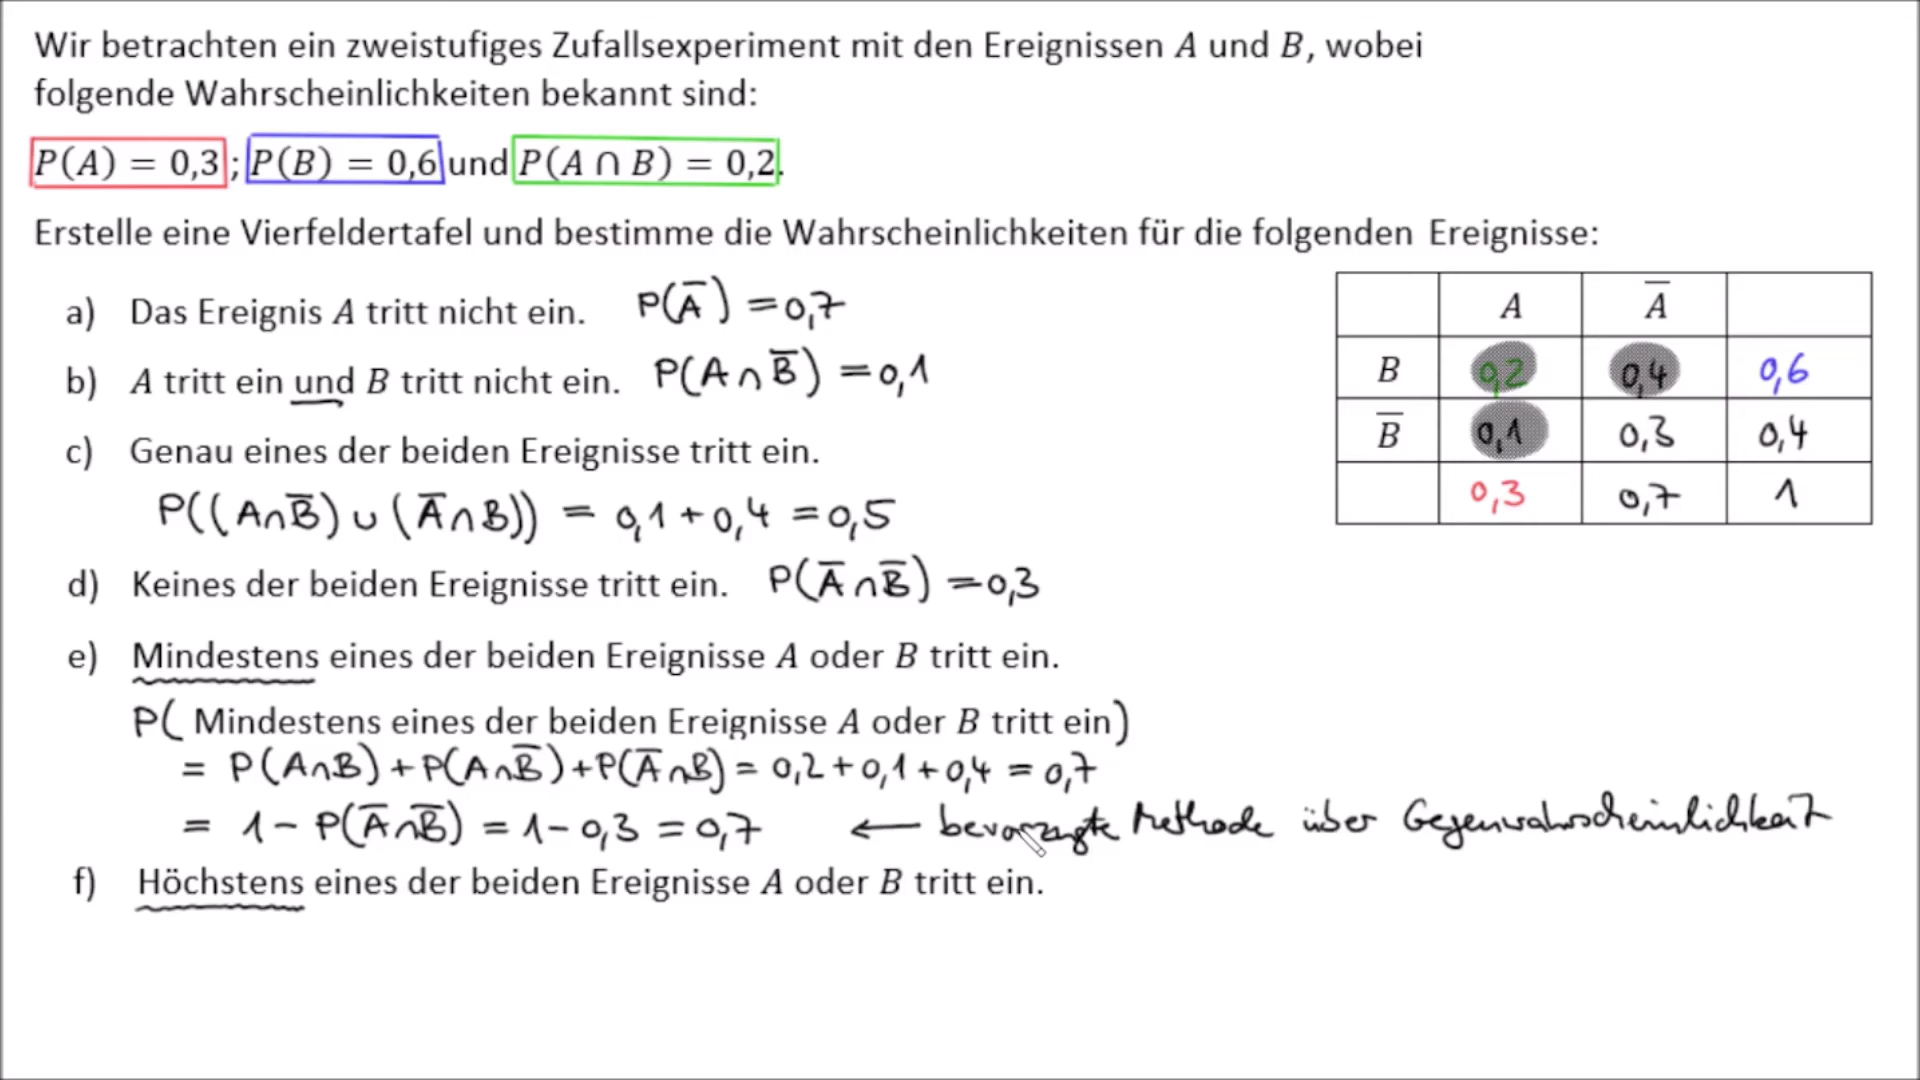 Wir betrachten ein zweistufiges Zufallsexperiment mit den Ereignissen A und B, wobei
folgende Wahrscheinlichkeiten bekannt sind:
P(A) = 0,3; P(B) = 0,6 und P(A ∩ B) = 0,2.
Erstelle eine Vierfeldertafel und bestimme die Wahrscheinlichkeiten für die folgenden Ereignisse:
a) Das Ereignis A tritt nicht ein. P(A̅) = 0,7
b) A tritt ein und B tritt nicht ein. P(A ∩ B̅) = 0,1
c) Genau eines der beiden Ereignisse tritt ein.
P((A∩B̅) ∪ (A̅∩B)) = 0,1 + 0,4 = 0,5
d) Keines der beiden Ereignisse tritt ein. P(A̅ ∩ B̅) = 0,3
e) Mindestens eines der beiden Ereignisse A oder B tritt ein.
P( Mindestens eines der beiden Ereignisse A oder B tritt ein)
= P(A∩B) + P(A∩B̅) + P(A̅∩B) = 0,2 + 0,1 + 0,4 = 0,7
= 1 − P(A̅∩B̅) = 1 − 0,3 = 0,7 ← bevorzugte Methode über Gegenwahrscheinlichkeit
f) Höchstens eines der beiden Ereignisse A oder B tritt ein.
A A̅
B 0,2 0,4 0,6
B̅ 0,1 0,3 0,4
0,3 0,7 1